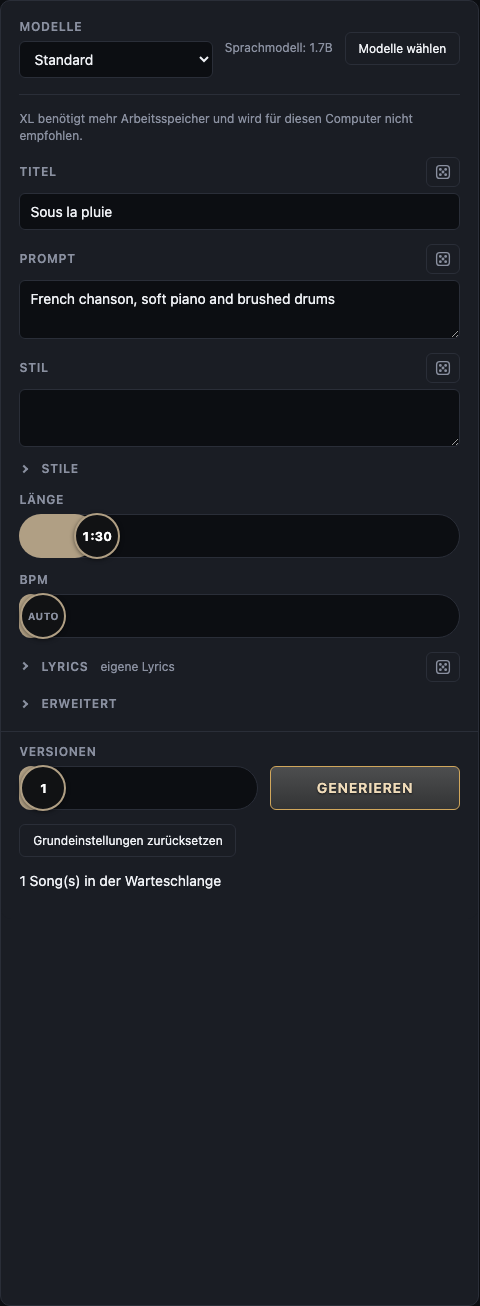 MODELLE
Standard
Sprachmodell: 1.7B
Modelle wählen
XL benötigt mehr Arbeitsspeicher und wird für diesen Computer nicht
empfohlen.
TITEL
Sous la pluie
PROMPT
French chanson, soft piano and brushed drums
STIL
STILE
LÄNGE
1:30
BPM
AUTO
LYRICS eigene Lyrics
ERWEITERT
VERSIONEN
1
GENERIEREN
Grundeinstellungen zurücksetzen
1 Song(s) in der Warteschlange